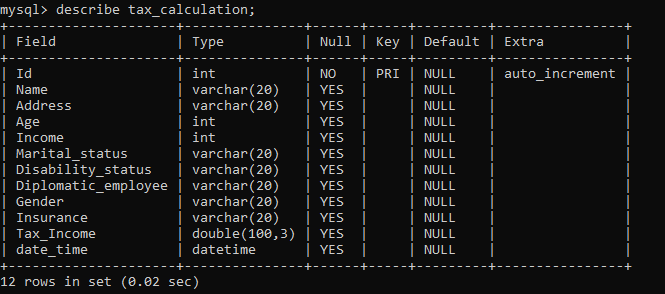 mysql> describe tax_calculation;
+---------------------+--------------+------+-----+---------+----------------+
| Field               | Type         | Null | Key | Default | Extra          |
+---------------------+--------------+------+-----+---------+----------------+
| Id                  | int          | NO   | PRI | NULL    | auto_increment |
| Name                | varchar(20)  | YES  |     | NULL    |                |
| Address             | varchar(20)  | YES  |     | NULL    |                |
| Age                 | int          | YES  |     | NULL    |                |
| Income              | int          | YES  |     | NULL    |                |
| Marital_status      | varchar(20)  | YES  |     | NULL    |                |
| Disability_status   | varchar(20)  | YES  |     | NULL    |                |
| Diplomatic_employee | varchar(20)  | YES  |     | NULL    |                |
| Gender              | varchar(20)  | YES  |     | NULL    |                |
| Insurance           | varchar(20)  | YES  |     | NULL    |                |
| Tax_Income          | double(100,3) | YES  |     | NULL    |                |
| date_time           | datetime     | YES  |     | NULL    |                |
+---------------------+--------------+------+-----+---------+----------------+
12 rows in set (0.02 sec)